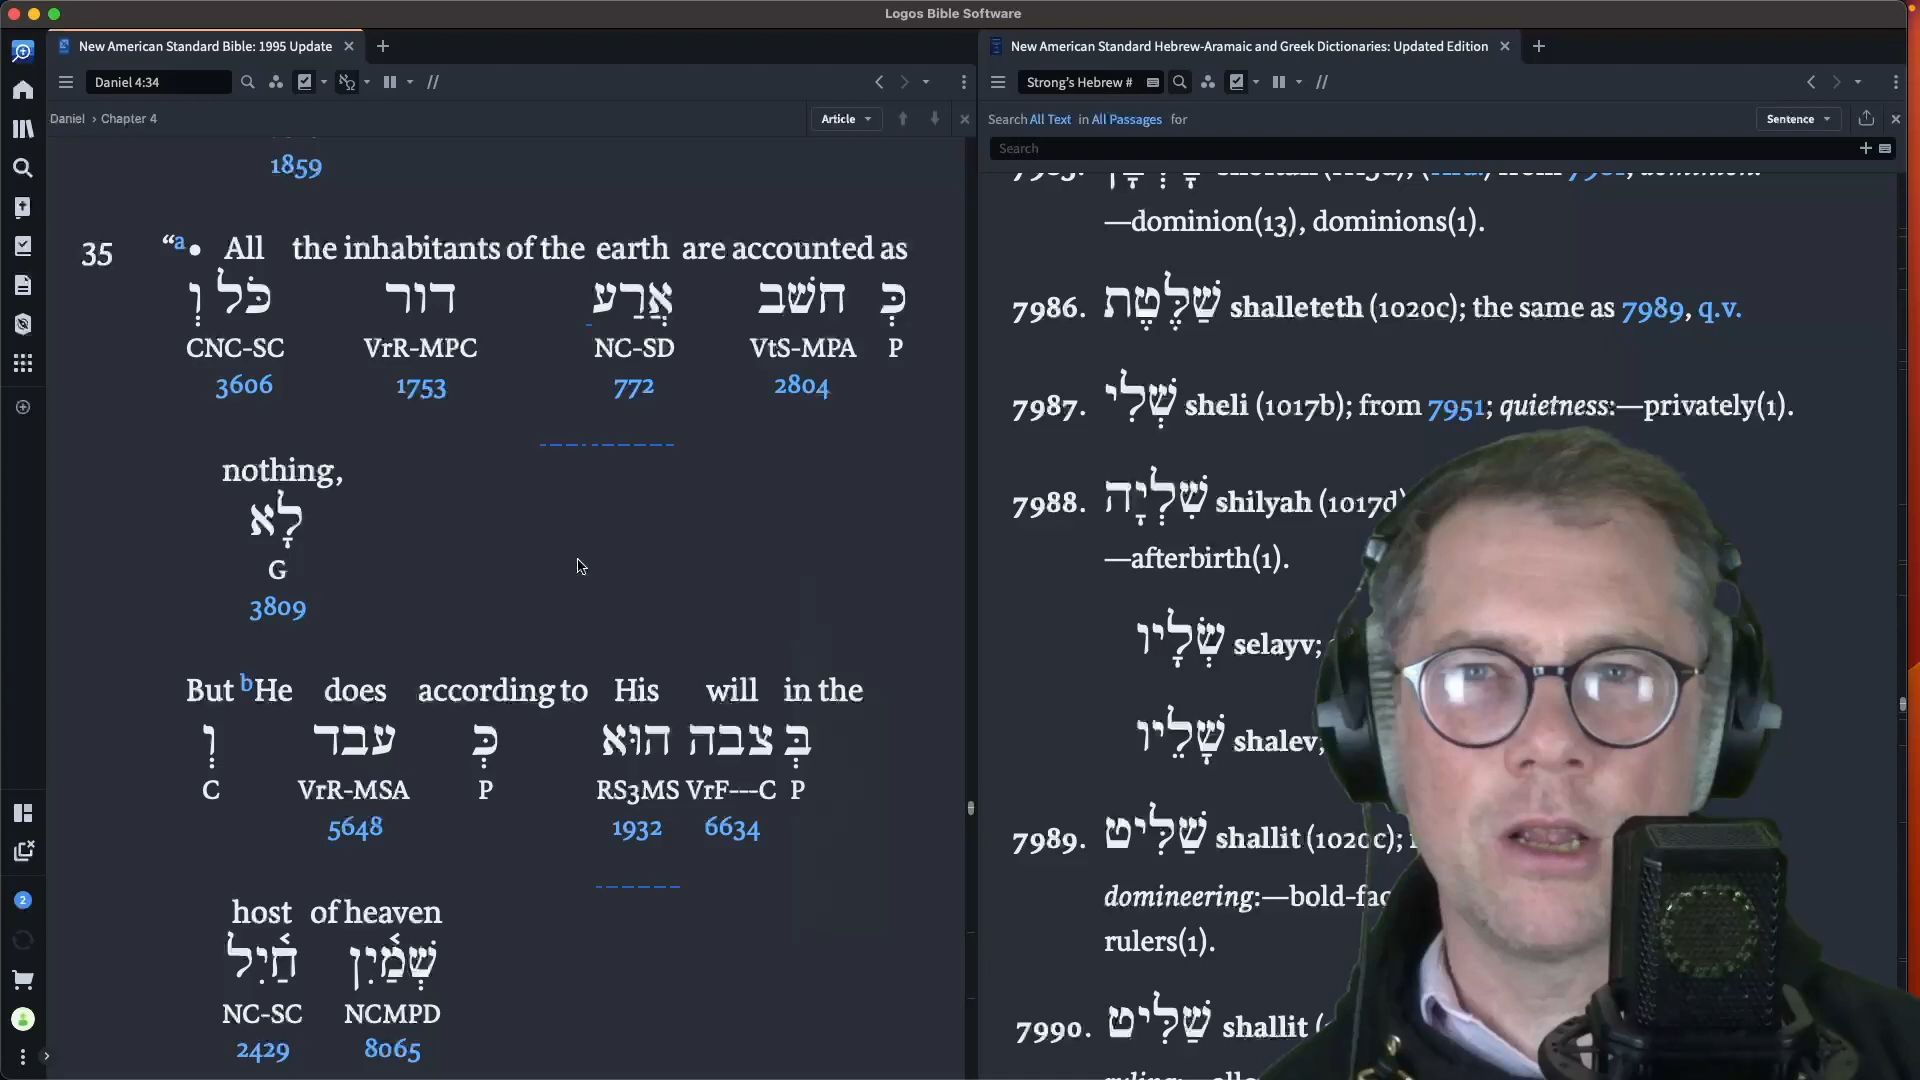 Logos Bible Software
New American Standard Bible: 1995 Update
Daniel 4:34
Daniel › Chapter 4
Article
1859
35 “a• All the inhabitants of the earth are accounted as
כֹּל וְ דור אֲרַע חשׁב כְּ
CNC-SC VrR-MPC NC-SD VtS-MPA P
3606 1753 772 2804
nothing,
לָא
G
3809
But bHe does according to His will in the
וְ עבד כְּ הוּא צבה בְּ
C VrR-MSA P RS3MS VrF---C P
5648 1932 6634
host of heaven
חַ֫יִל שְׁמַ֫יִן
NC-SC NCMPD
2429 8065
2
New American Standard Hebrew-Aramaic and Greek Dictionaries: Updated Edition
Strong’s Hebrew #
Search All Text in All Passages for
Sentence
Search
—dominion(13), dominions(1).
7986. שַׁלֶּטֶת shalleteth (1020c); the same as 7989, q.v.
7987. שְׁלִי sheli (1017b); from 7951; quietness:—privately(1).
7988. שִׁלְיָה shilyah (1017d)
—afterbirth(1).
שְׂלָיו selayv;
שָׁלֵיו shalev;
7989. שַׁלִּיט shallit (1020c);
domineering:—bold-fac
rulers(1).
7990. שַׁלִּיט shallit (